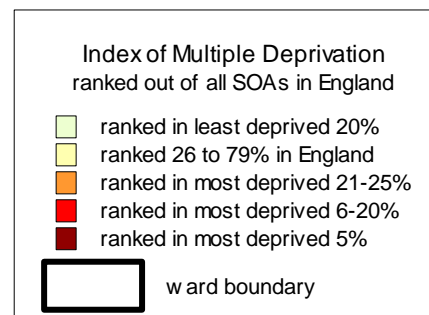 Index of Multiple Deprivation
ranked out of all SOAs in England
ranked in least deprived 20%
ranked 26 to 79% in England
ranked in most deprived 21-25%
ranked in most deprived 6-20%
ranked in most deprived 5%
ward boundary